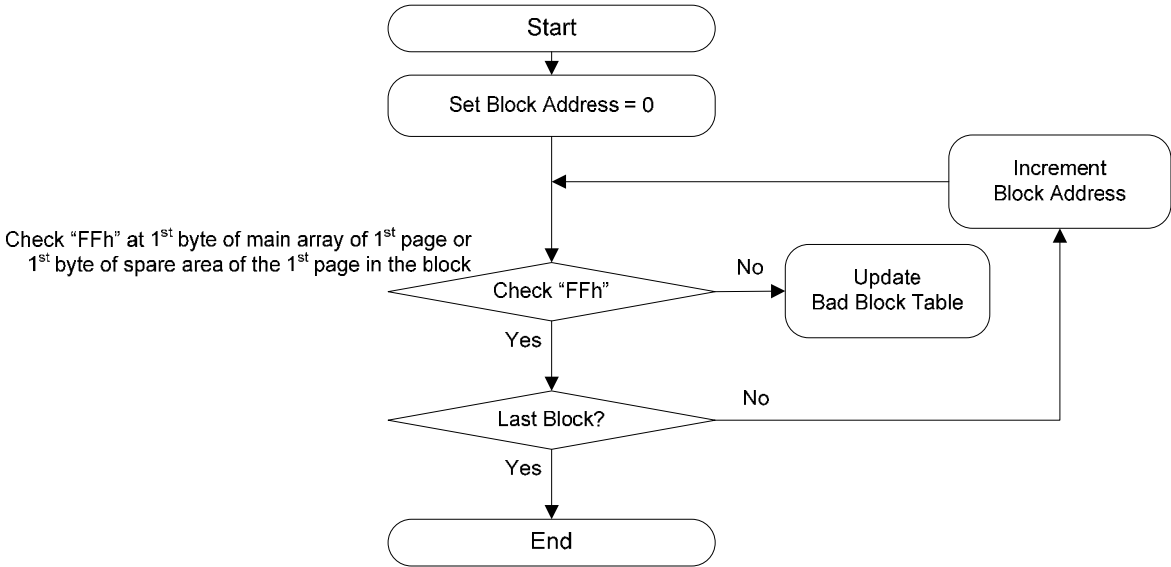 Start
Set Block Address = 0
Increment
Block Address
Check “FFh” at 1st byte of main array of 1st page or
1st byte of spare area of the 1st page in the block
Check “FFh”
No
Update
Bad Block Table
Yes
Last Block?
No
Yes
End